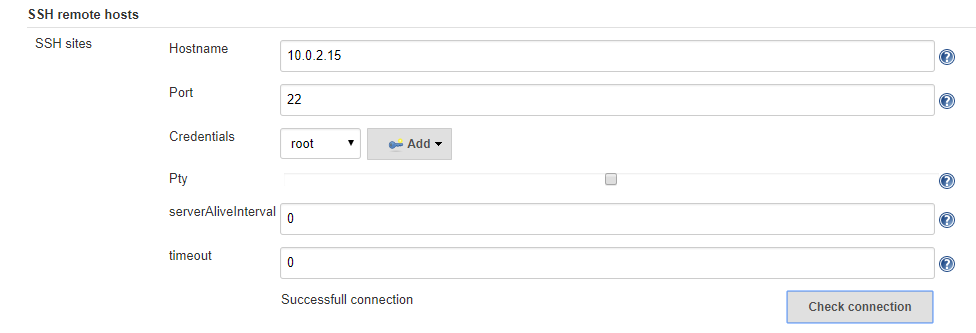 SSH remote hosts
SSH sites
Hostname
10.0.2.15
Port
22
Credentials
root
Add
Pty
serverAliveInterval
0
timeout
0
Successfull connection
Check connection